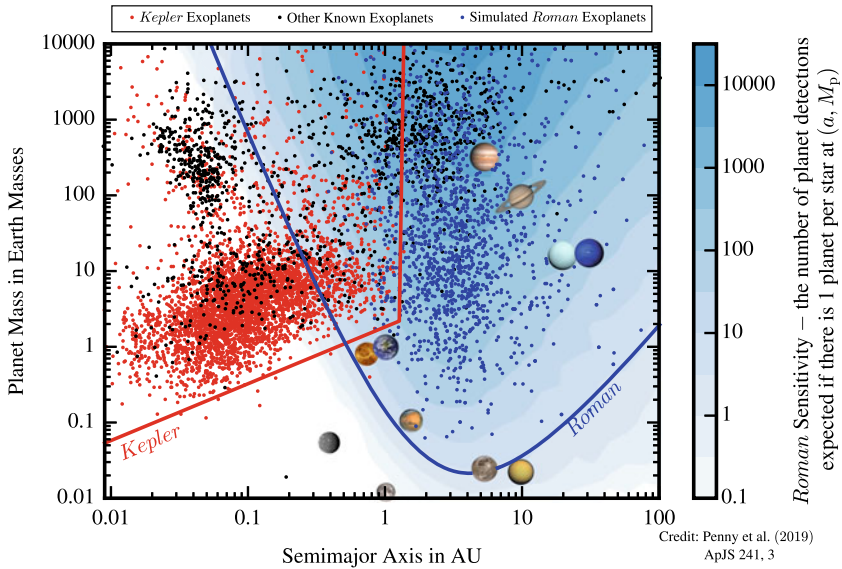 Kepler Exoplanets Other Known Exoplanets Simulated Roman Exoplanets
10000
1000
100
10
1
0.1
0.01
Planet Mass in Earth Masses
Kepler
Roman
0.01 0.1 1 10 100
Semimajor Axis in AU
10000
1000
100
10
1
0.1
Roman Sensitivity – the number of planet detections
expected if there is 1 planet per star at (a, Mp)
Credit: Penny et al. (2019)
ApJS 241, 3